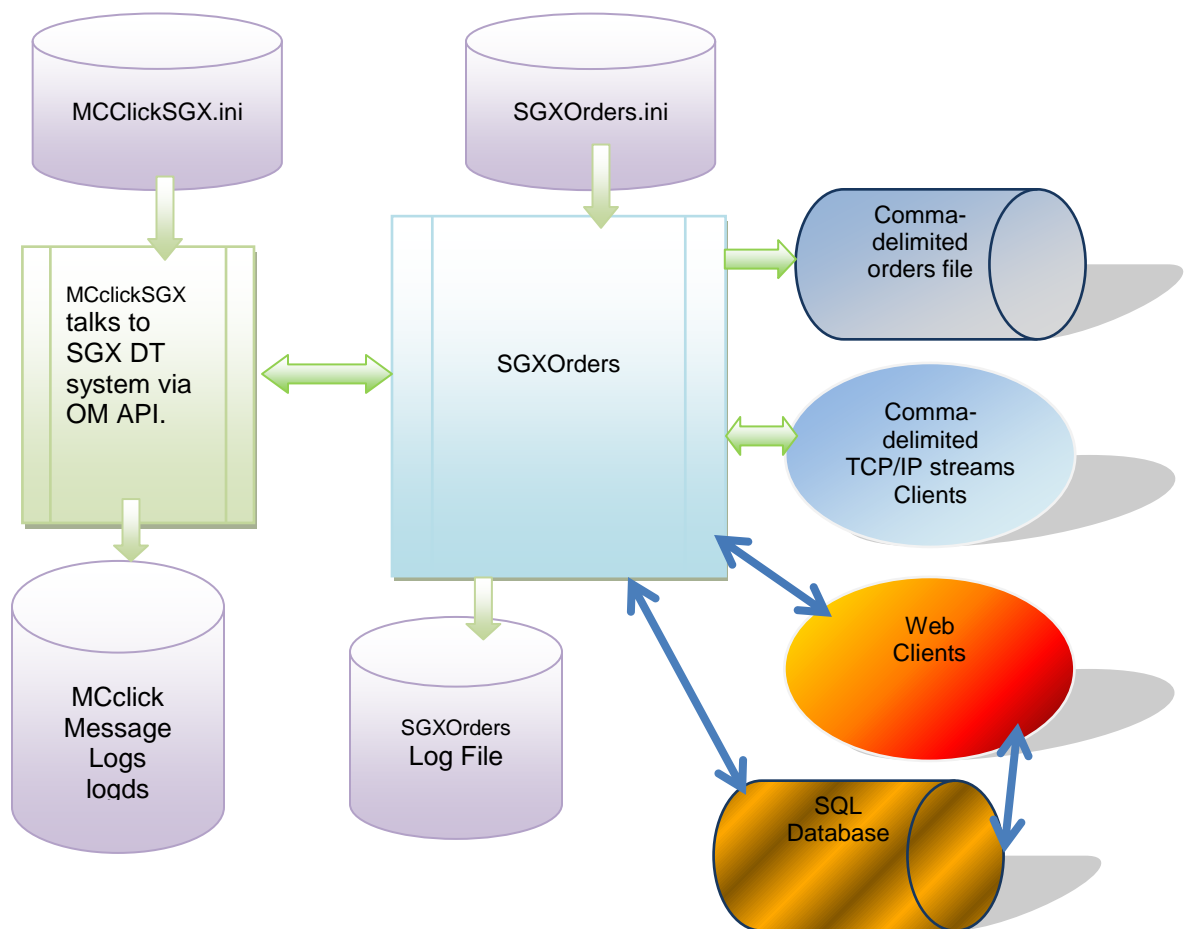 MCClickSGX.ini
SGXOrders.ini
Comma-
delimited
orders file
MCclickSGX
talks to
SGX DT
system via
OM API.
SGXOrders
Comma-
delimited
TCP/IP streams
Clients
Web
Clients
MCclick
Message
Logs
logds
SGXOrders
Log File
SQL
Database